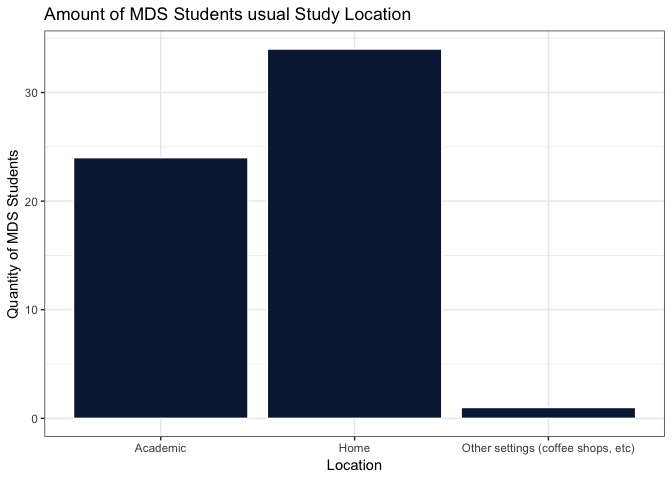 Amount of MDS Students usual Study Location
Quantity of MDS Students
30
20
10
0
Academic
Home
Other settings (coffee shops, etc)
Location